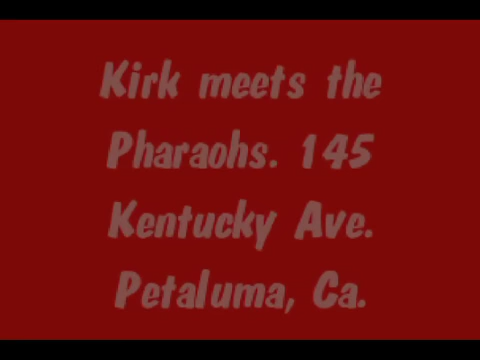 Kirk meets the
Pharaohs. 145
Kentucky Ave.
Petaluma, Ca.